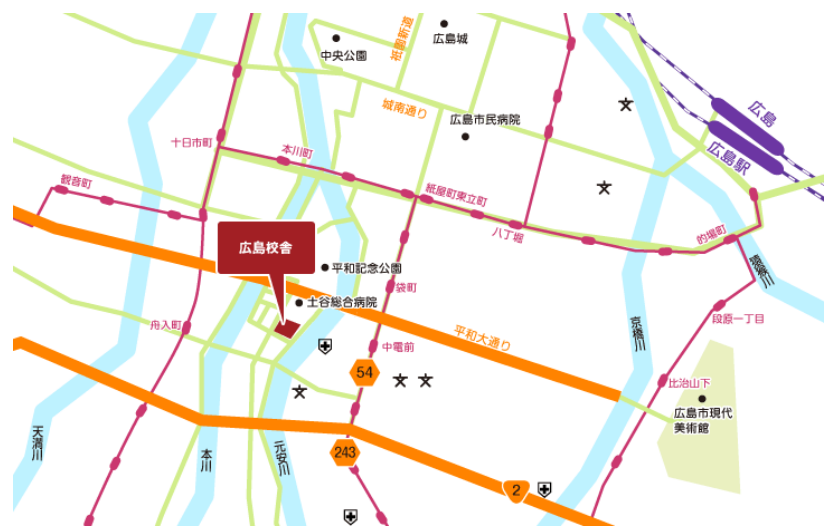 祇園新道
広島城
中央公園
城南通り
広島市民病院
広島
広島駅
十日市町
本川町
観音町
紙屋町東立町
八丁堀
的場町
猿猴川
広島校舎
平和記念公園
袋町
土谷総合病院
舟入町
中電前
平和大通り
京橋川
段原一丁目
54
比治山下
広島市現代
美術館
天満川
本川
元安川
243
2